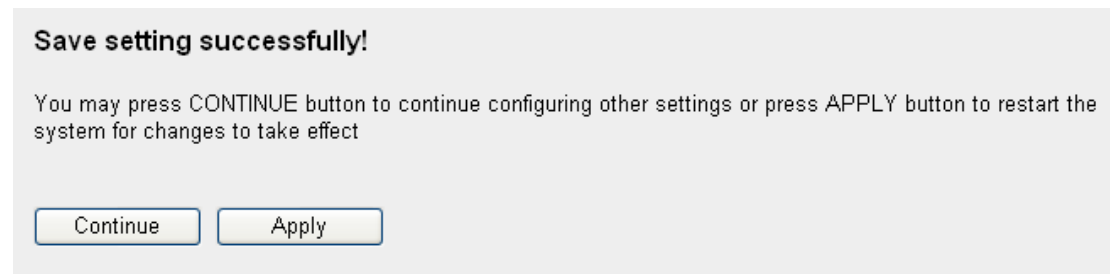 Save setting successfully!
You may press CONTINUE button to continue configuring other settings or press APPLY button to restart the
system for changes to take effect
Continue
Apply